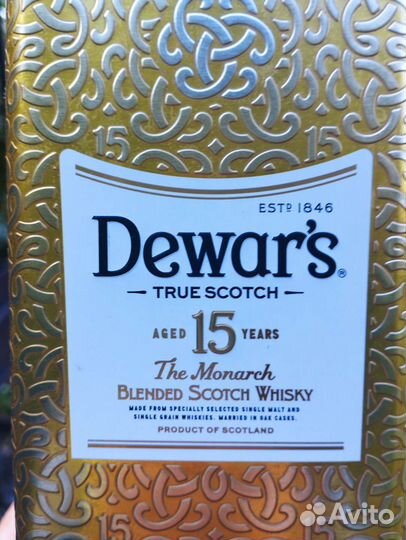 15 15
ESTD 1846
Dewar's®
TRUE SCOTCH
AGED 15 YEARS
The Monarch
BLENDED SCOTCH WHISKY
MADE FROM SPECIALLY SELECTED SINGLE MALT AND
SINGLE GRAIN WHISKIES. MARRIED IN OAK CASKS.
PRODUCT OF SCOTLAND
15 15
Avito